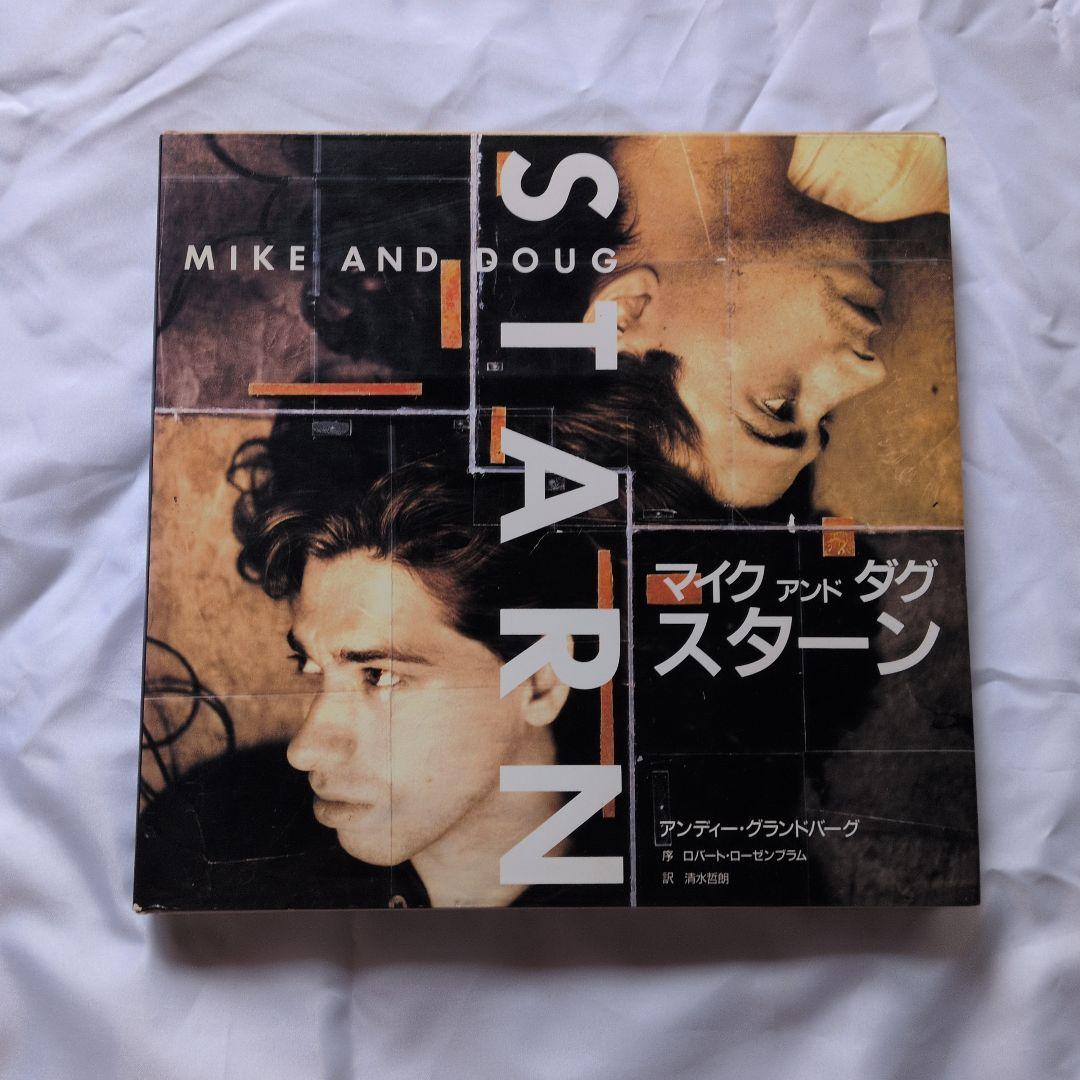 MIKE AND DOUG
STARN
マイク アンド ダグ
スターン
アンディー・グランドバーグ
序 ロバート・ローゼンブラム
訳 清水哲朗